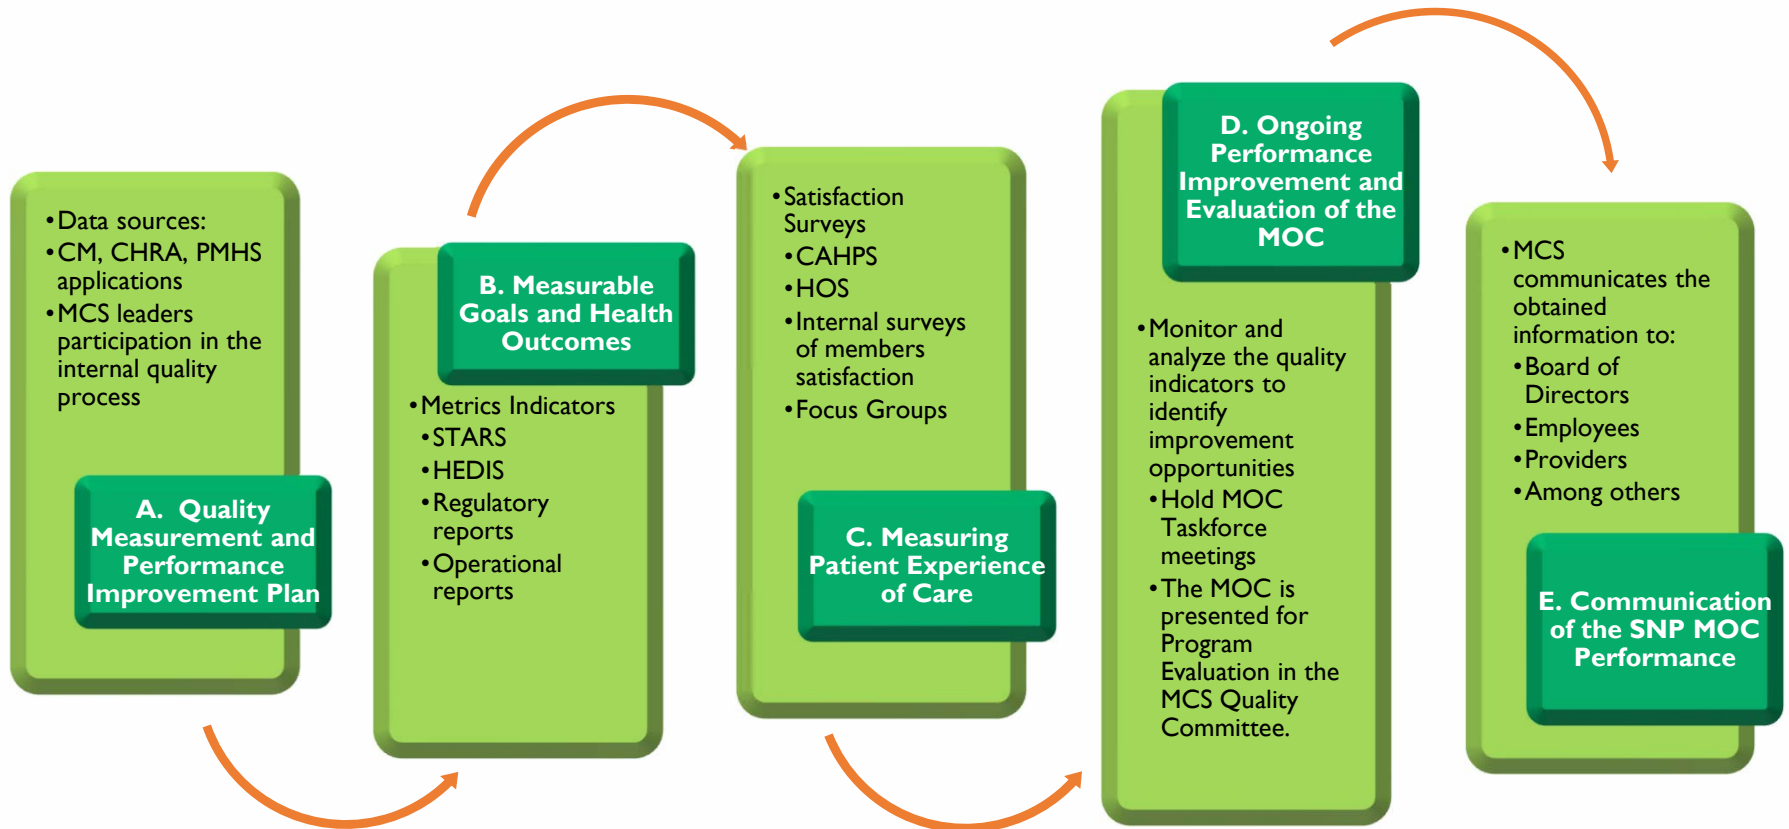 •Data sources:
•CM, CHRA, PMHS
applications
•MCS leaders
participation in the
internal quality
process
A. Quality
Measurement and
Performance
Improvement Plan
B. Measurable
Goals and Health
Outcomes
•Metrics Indicators
•STARS
•HEDIS
•Regulatory
reports
•Operational
reports
•Satisfaction
Surveys
•CAHPS
•HOS
•Internal surveys
of members
satisfaction
•Focus Groups
C. Measuring
Patient Experience
of Care
D. Ongoing
Performance
Improvement and
Evaluation of the
MOC
•Monitor and
analyze the quality
indicators to
identify
improvement
opportunities
•Hold MOC
Taskforce
meetings
•The MOC is
presented for
Program
Evaluation in the
MCS Quality
Committee.
•MCS
communicates the
obtained
information to:
•Board of
Directors
•Employees
•Providers
•Among others
E. Communication
of the SNP MOC
Performance